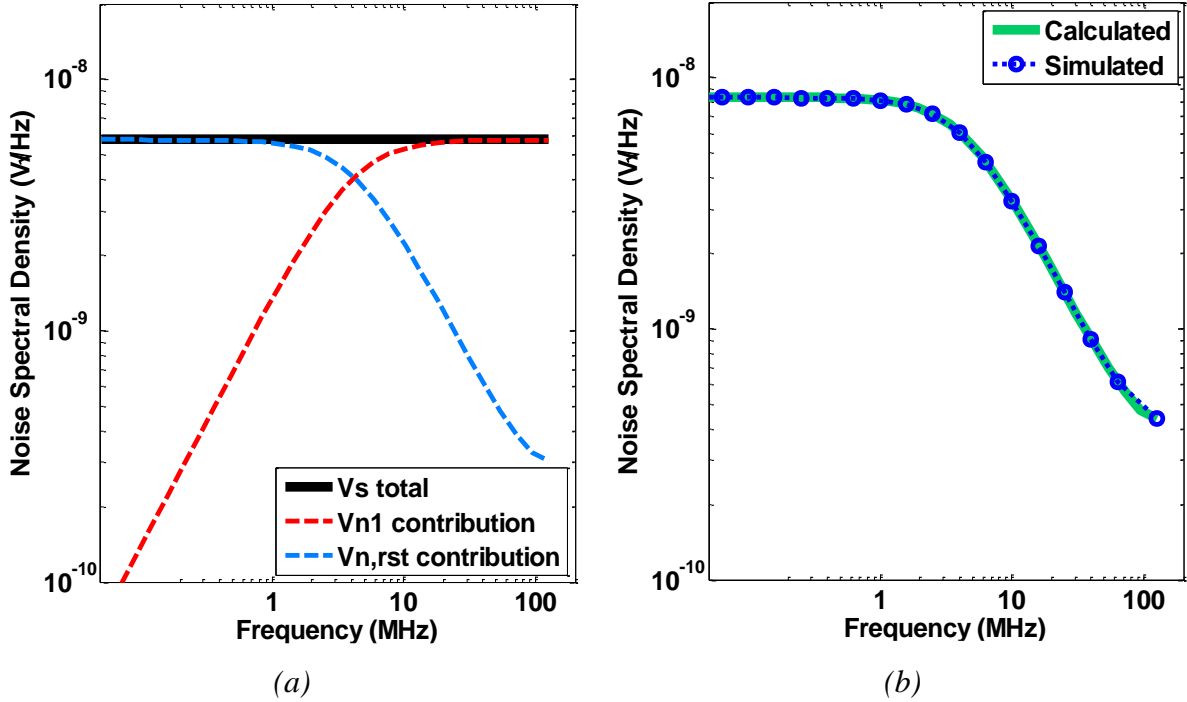 Noise Spectral Density (V/√Hz)
10^-8
10^-9
10^-10
Vs total
Vn1 contribution
Vn,rst contribution
1 10 100
Frequency (MHz)
(a)
Noise Spectral Density (V/√Hz)
10^-8
10^-9
10^-10
Calculated
Simulated
1 10 100
Frequency (MHz)
(b)